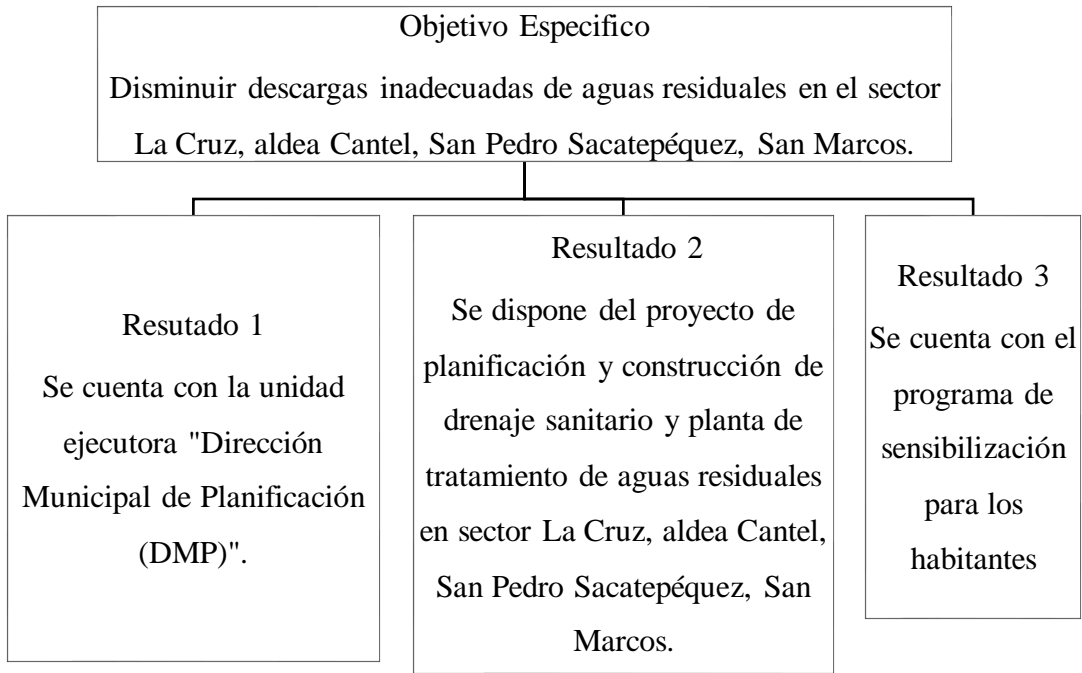 Objetivo Especifico
Disminuir descargas inadecuadas de aguas residuales en el sector
La Cruz, aldea Cantel, San Pedro Sacatepéquez, San Marcos.
Resutado 1
Se cuenta con la unidad
ejecutora "Dirección
Municipal de Planificación
(DMP)".
Resultado 2
Se dispone del proyecto de
planificación y construcción de
drenaje sanitario y planta de
tratamiento de aguas residuales
en sector La Cruz, aldea Cantel,
San Pedro Sacatepéquez, San
Marcos.
Resultado 3
Se cuenta con el
programa de
sensibilización
para los
habitantes